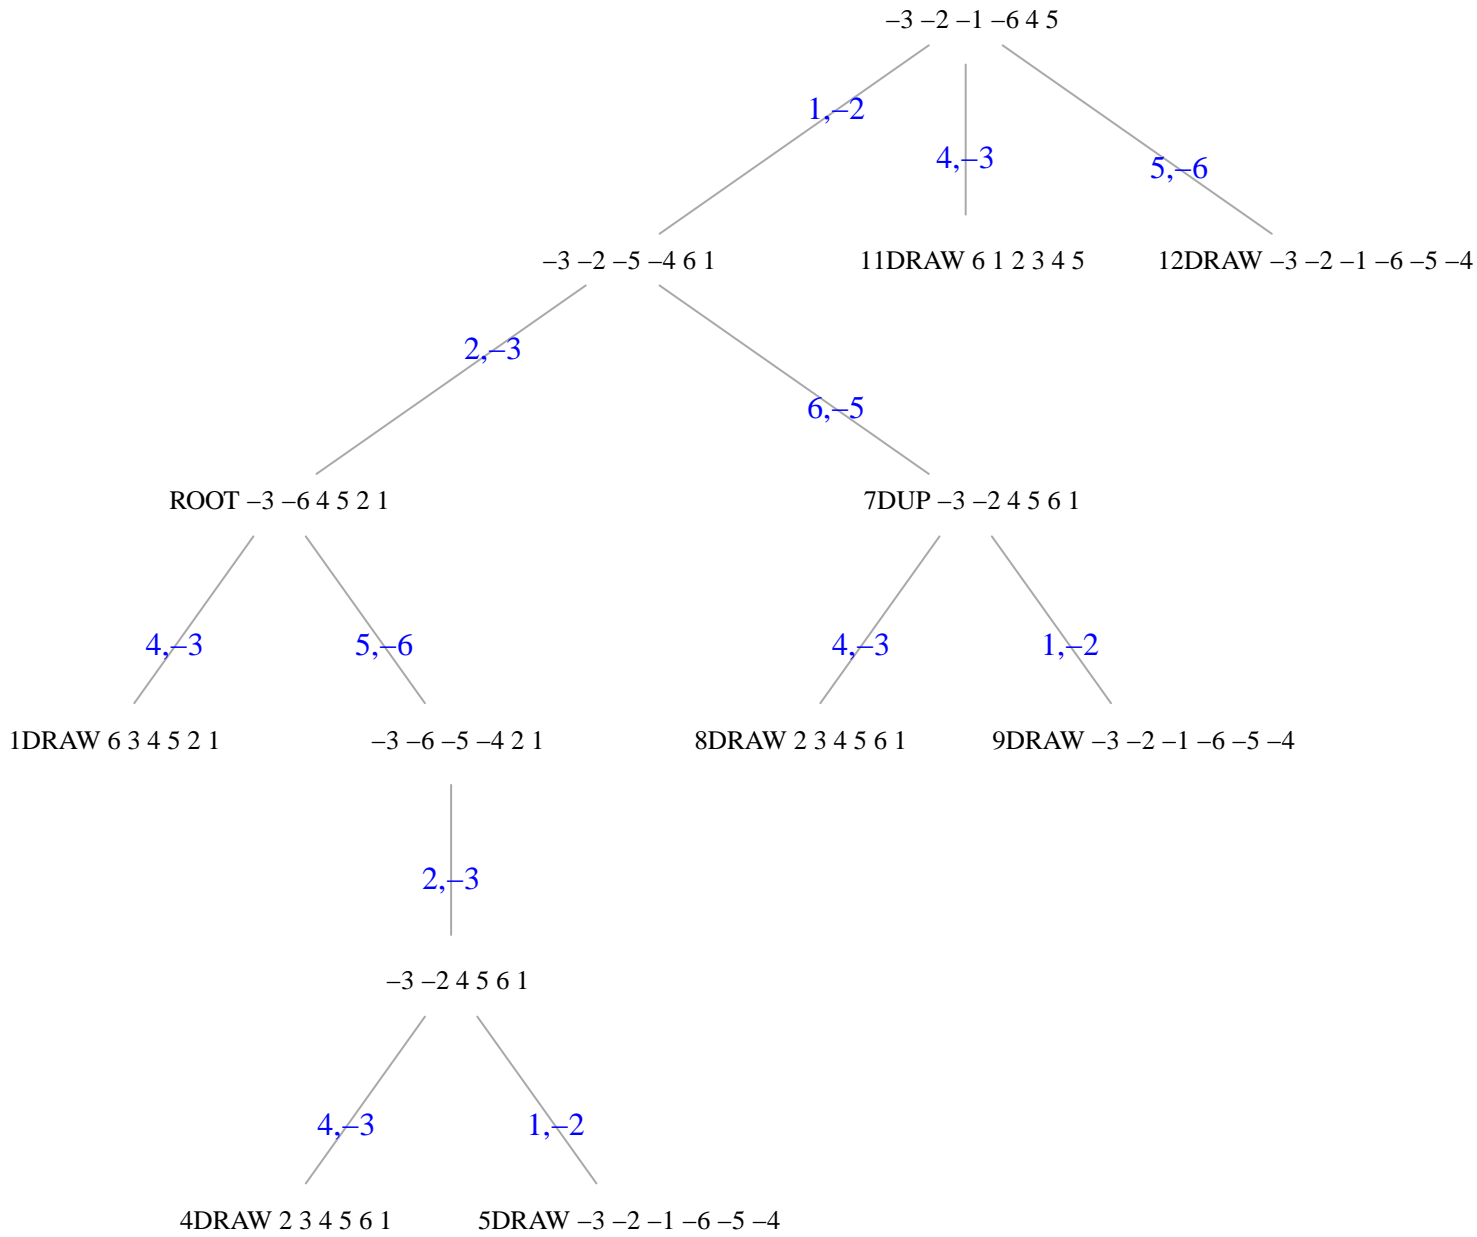 –3 –2 –1 –6 4 5
1,–2
4,–3
5,–6
–3 –2 –5 –4 6 1
11DRAW 6 1 2 3 4 5
12DRAW –3 –2 –1 –6 –5 –4
2,–3
6,–5
ROOT –3 –6 4 5 2 1
7DUP –3 –2 4 5 6 1
4,–3
5,–6
4,–3
1,–2
1DRAW 6 3 4 5 2 1
–3 –6 –5 –4 2 1
8DRAW 2 3 4 5 6 1
9DRAW –3 –2 –1 –6 –5 –4
2,–3
–3 –2 4 5 6 1
4,–3
1,–2
4DRAW 2 3 4 5 6 1
5DRAW –3 –2 –1 –6 –5 –4